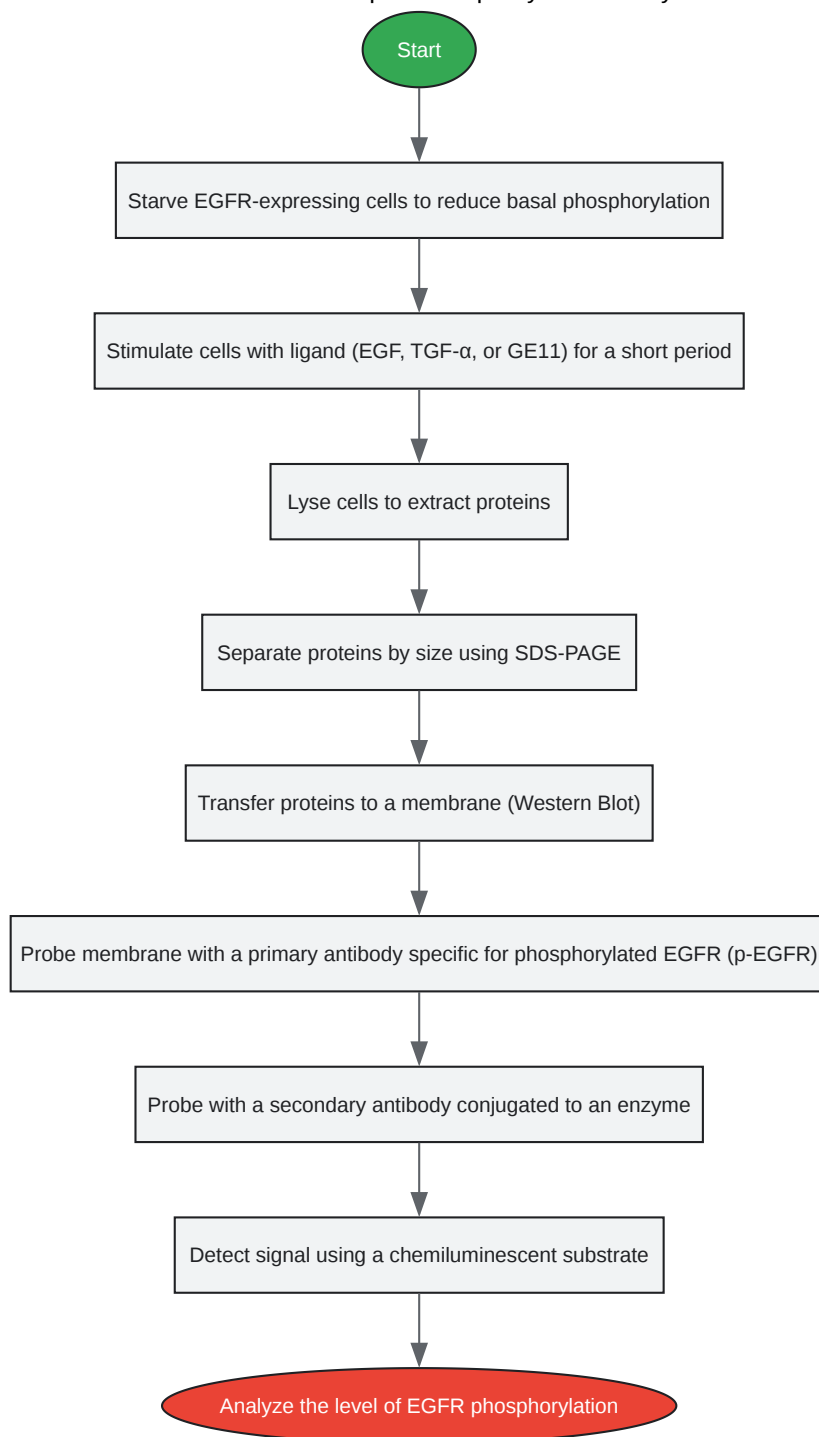 Start
Starve EGFR-expressing cells to reduce basal phosphorylation
Stimulate cells with ligand (EGF, TGF-α, or GE11) for a short period
Lyse cells to extract proteins
Separate proteins by size using SDS-PAGE
Transfer proteins to a membrane (Western Blot)
Probe membrane with a primary antibody specific for phosphorylated EGFR (p-EGFR)
Probe with a secondary antibody conjugated to an enzyme
Detect signal using a chemiluminescent substrate
Analyze the level of EGFR phosphorylation